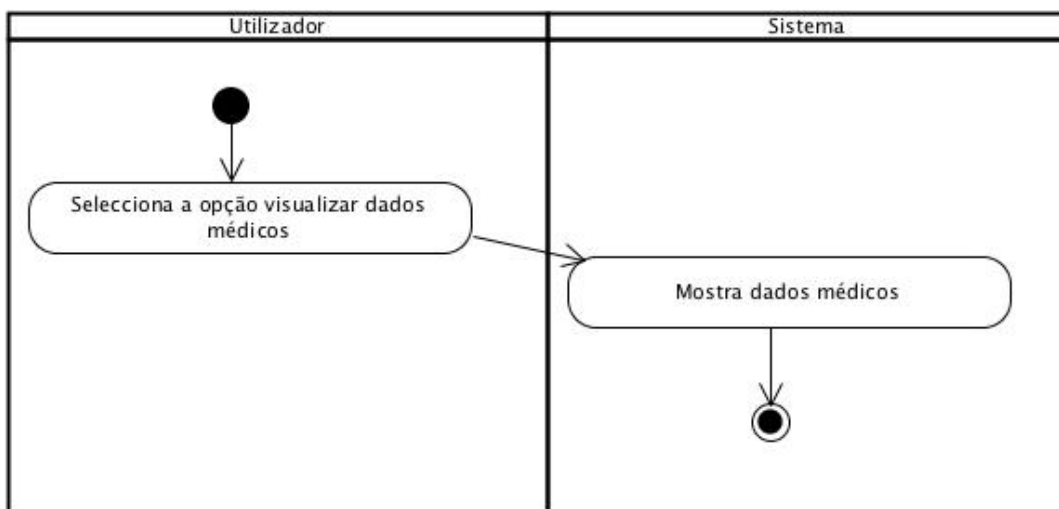 Utilizador
Sistema
Selecciona a opção visualizar dados
médicos
Mostra dados médicos